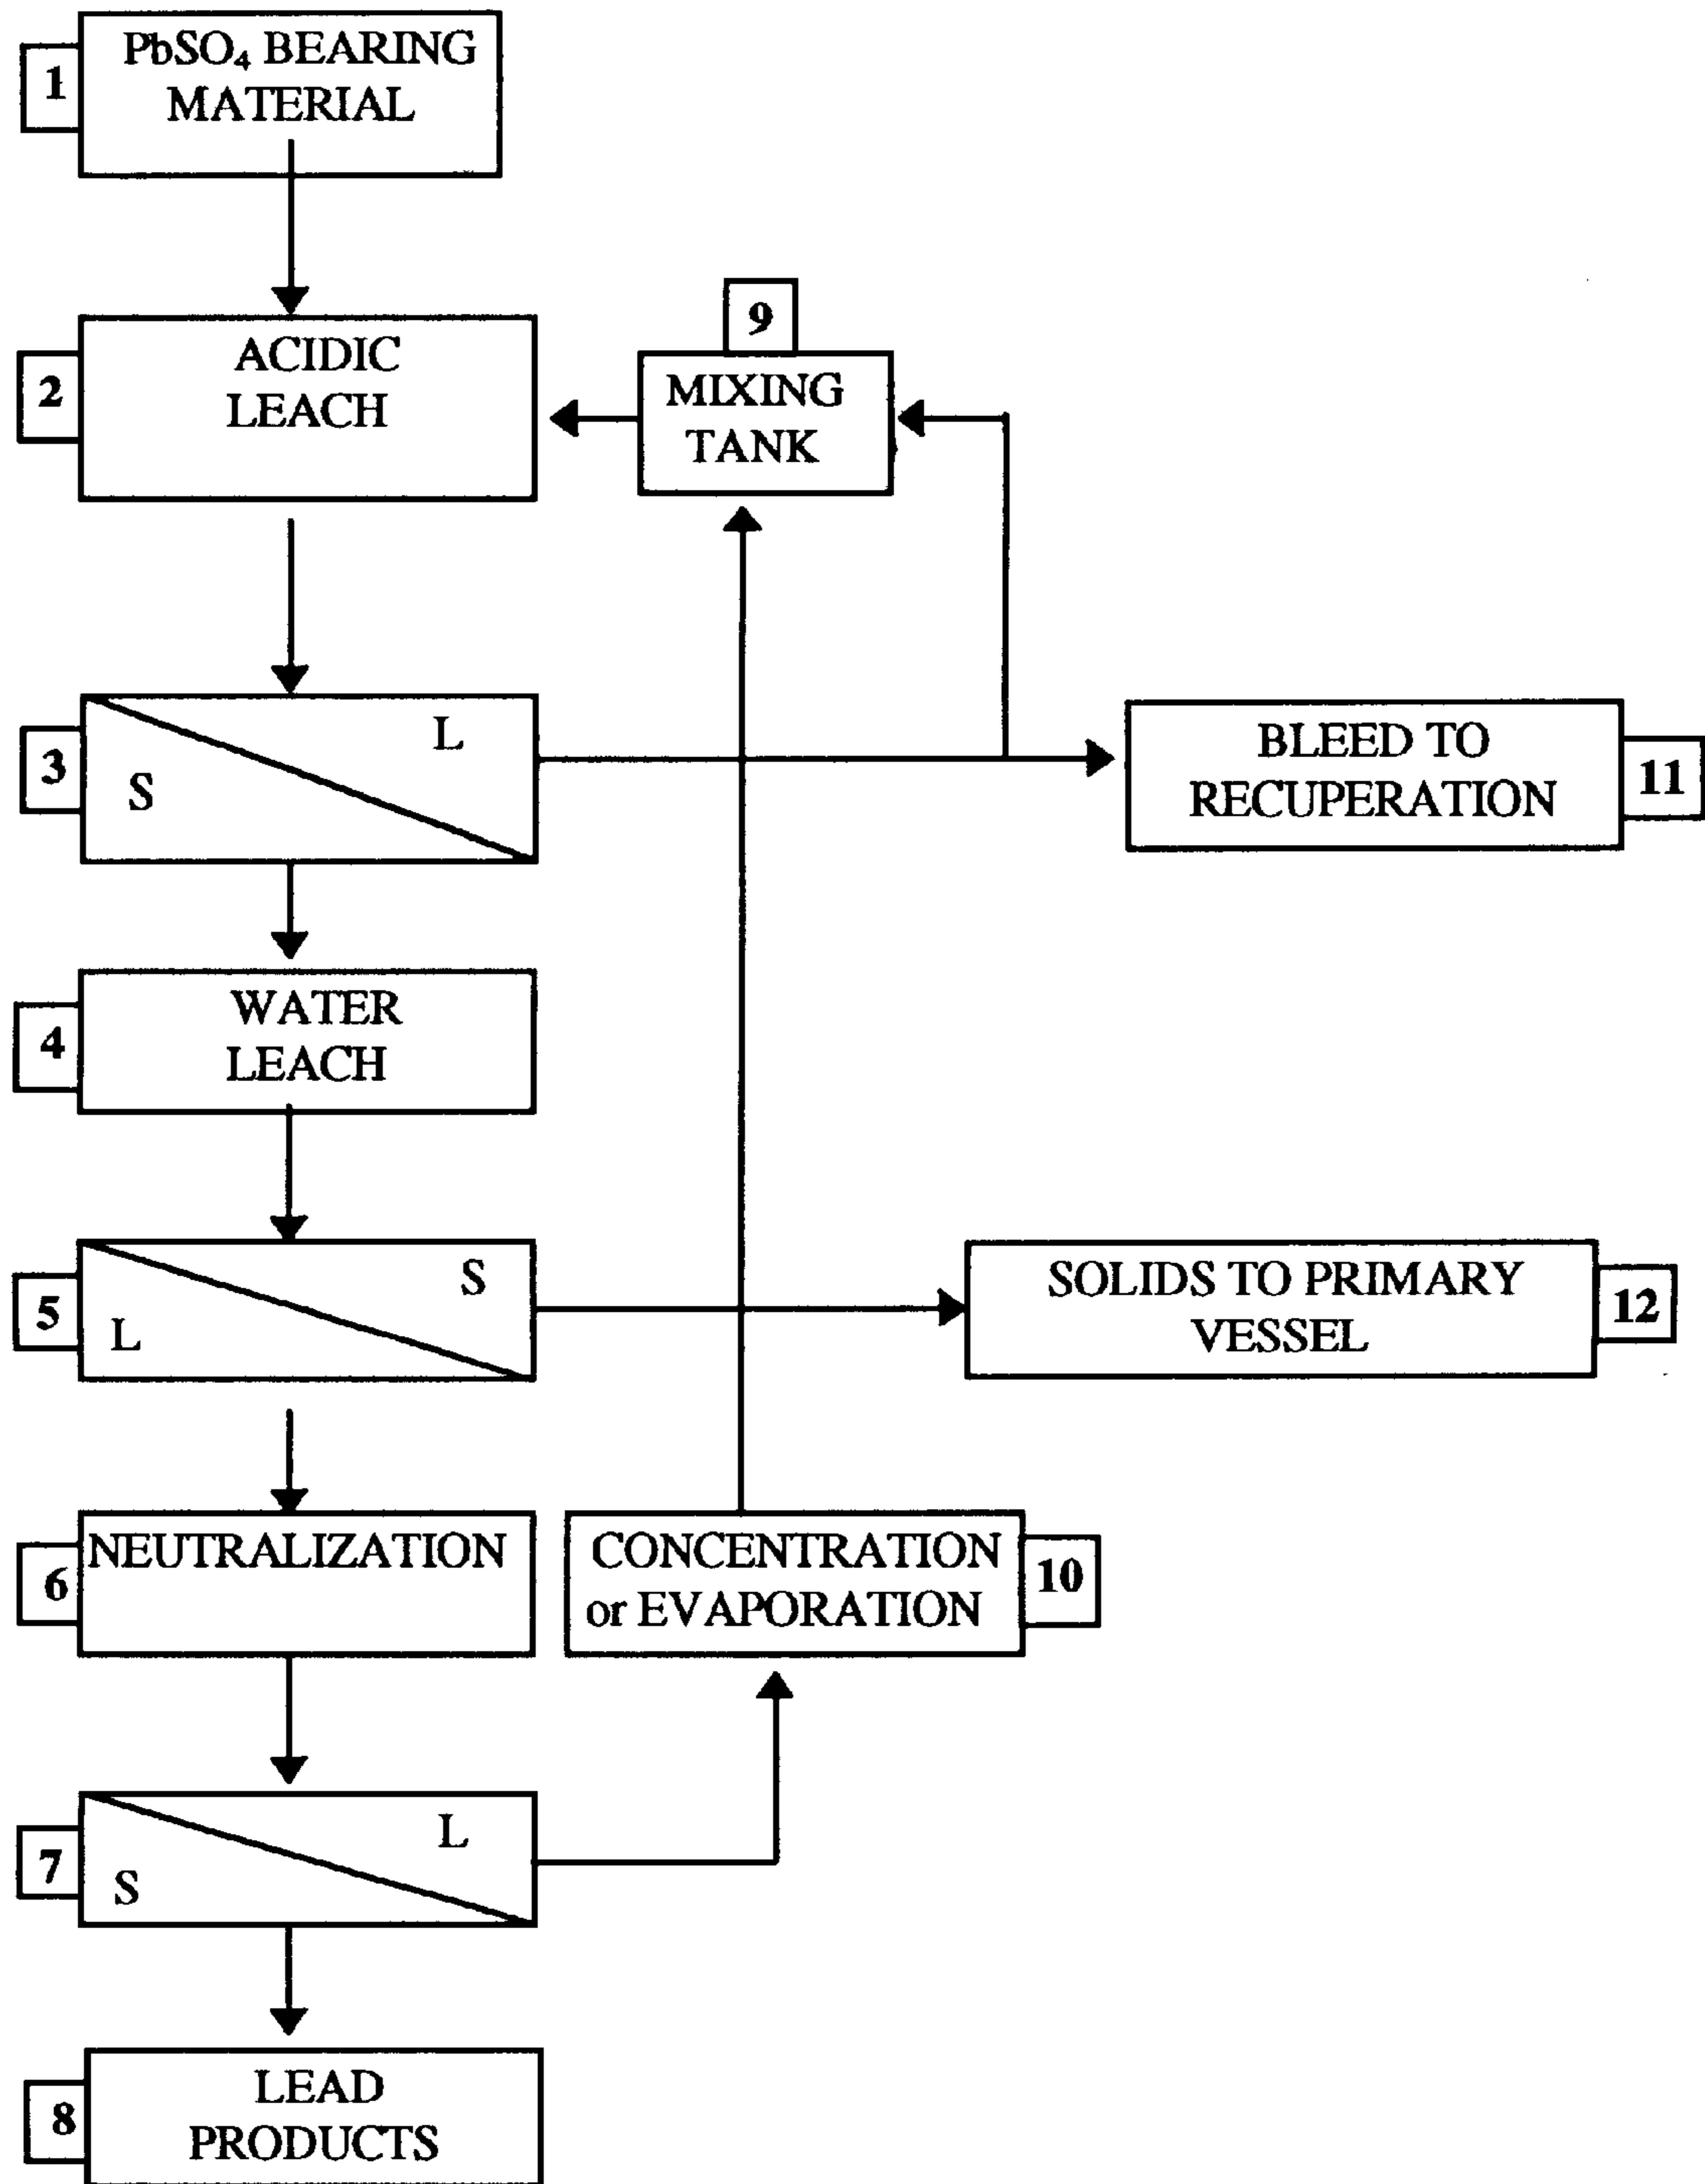 1
PbSO₄ BEARING
MATERIAL
2
ACIDIC
LEACH
9
MIXING
TANK
3
L
S
BLEED TO
RECUPERATION
11
4
WATER
LEACH
5
S
L
SOLIDS TO PRIMARY
VESSEL
12
6
NEUTRALIZATION
CONCENTRATION
or EVAPORATION
10
7
L
S
8
LEAD
PRODUCTS